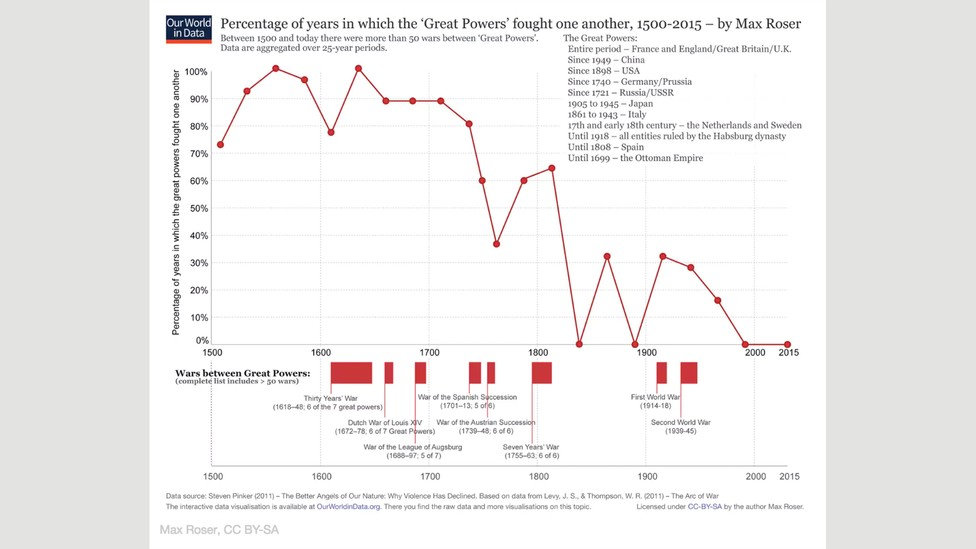 Our World
in Data
Percentage of years in which the ‘Great Powers’ fought one another, 1500-2015 – by Max Roser
Between 1500 and today there were more than 50 wars between ‘Great Powers’.
Data are aggregated over 25-year periods.
The Great Powers:
Entire period – France and England/Great Britain/U.K.
Since 1949 – China
Since 1898 – USA
Since 1740 – Germany/Prussia
Since 1721 – Russia/USSR
1905 to 1945 – Japan
1861 to 1943 – Italy
17th and early 18th century – the Netherlands and Sweden
Until 1918 – all entities ruled by the Habsburg dynasty
Until 1808 – Spain
Until 1699 – the Ottoman Empire
Percentage of years in which the great powers fought one another
100%
90%
80%
70%
60%
50%
40%
30%
20%
10%
0%
1500 1600 1700 1800 1900 2000 2015
Wars between Great Powers:
(complete list includes > 50 wars)
Thirty Years' War
(1618–48; 6 of the 7 great powers)
Dutch War of Louis XIV
(1672–78; 6 of 7 Great Powers)
War of the League of Augsburg
(1688–97; 5 of 7)
War of the Spanish Succession
(1701–13; 5 of 6)
War of the Austrian Succession
(1739–48; 6 of 6)
Seven Years' War
(1755–63; 6 of 6)
First World War
(1914-18)
Second World War
(1939-45)
1500 1600 1700 1800 1900 2000 2015
Data source: Steven Pinker (2011) – The Better Angels of Our Nature: Why Violence Has Declined. Based on data from Levy, J. S., & Thompson, W. R. (2011) – The Arc of War
The interactive data visualisation is available at OurWorldinData.org. There you find the raw data and more visualisations on this topic.
Licensed under CC-BY-SA by the author Max Roser.
Max Roser, CC BY-SA